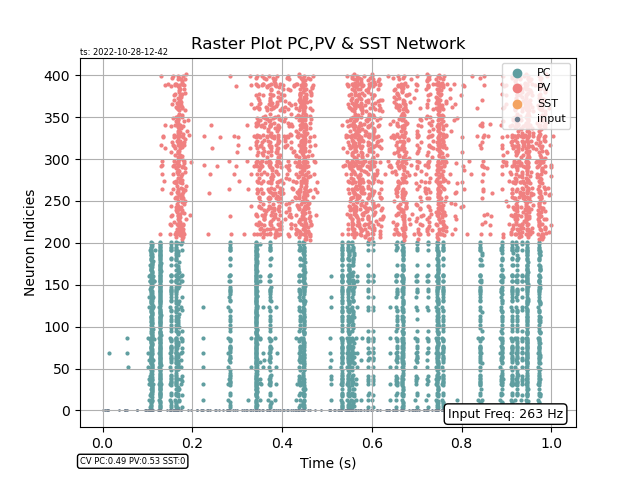 Raster Plot PC,PV & SST Network
ts: 2022-10-28-12-42
PC
PV
SST
input
400
350
300
250
200
150
100
50
0
Neuron Indicies
Input Freq: 263 Hz
0.0 0.2 0.4 0.6 0.8 1.0
Time (s)
CV PC:0.49 PV:0.53 SST:0